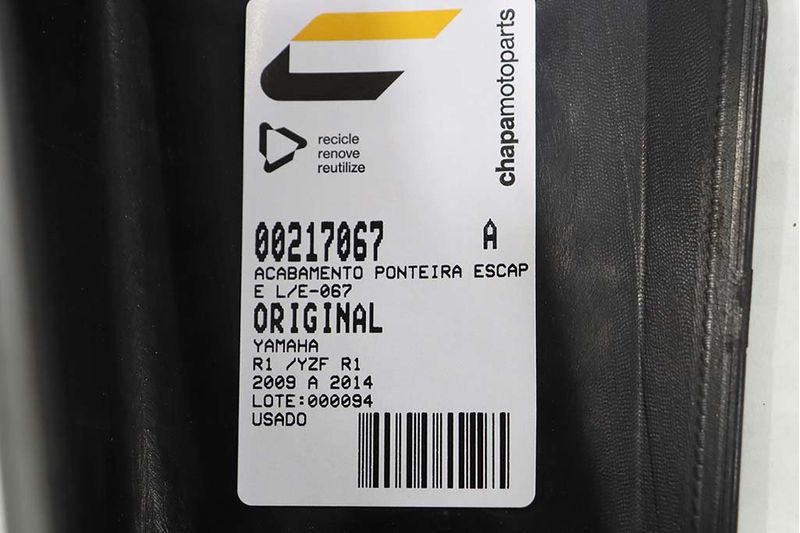 chapamotoparts
recicle
renove
reutilize
00217067 A
ACABAMENTO PONTEIRA ESCAP
E L/E-067
ORIGINAL
YAMAHA
R1 /YZF R1
2009 A 2014
LOTE:000094
USADO